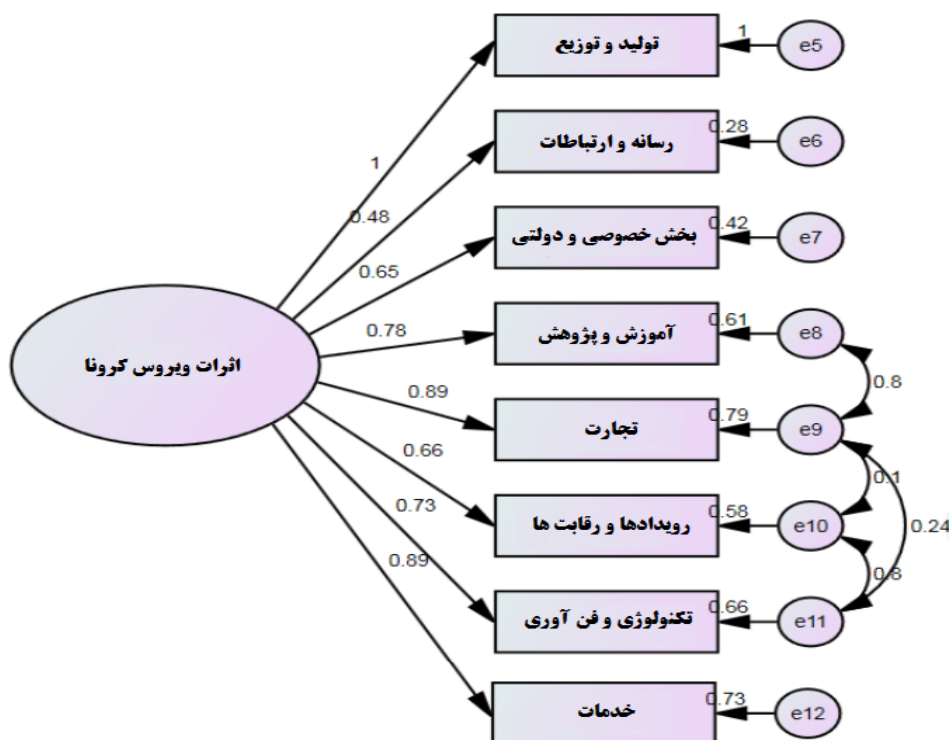 تولید و توزیع
1
e5
1
رسانه و ارتباطات
0.28
e6
0.48
بخش خصوصی و دولتی
0.42
e7
0.65
آموزش و پژوهش
0.61
e8
0.78
اثرات ویروس کرونا
0.8
0.89
تجارت
0.79
e9
0.66
0.1
رویدادها و رقابت ها
0.58
e10
0.24
0.73
0.8
0.89
تکنولوژی و فن آوری
0.66
e11
خدمات
0.73
e12